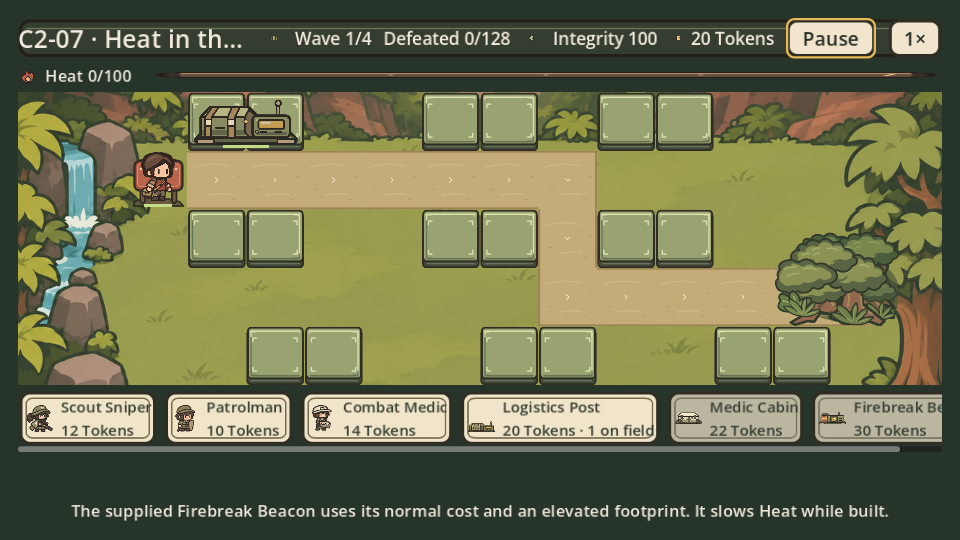 C2-07 · Heat in th...
Wave 1/4 Defeated 0/128
Integrity 100
20 Tokens
Pause
1×
Heat 0/100
Scout Sniper
12 Tokens
Patrolman
10 Tokens
Combat Medic
14 Tokens
Logistics Post
20 Tokens · 1 on field
Medic Cabin
22 Tokens
Firebreak Be
30 Tokens
The supplied Firebreak Beacon uses its normal cost and an elevated footprint. It slows Heat while built.